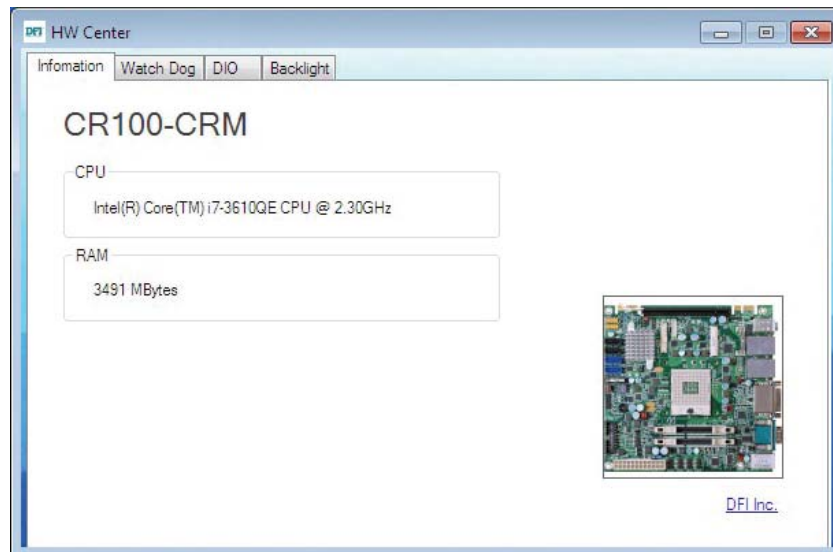 DFI HW Center
Infomation Watch Dog DIO Backlight
CR100-CRM
CPU
Intel(R) Core(TM) i7-3610QE CPU @ 2.30GHz
RAM
3491 MBytes
DFI Inc.